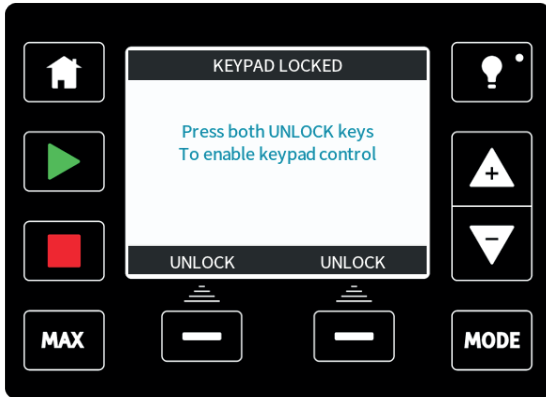 KEYPAD LOCKED
Press both UNLOCK keys
To enable keypad control
+
−
UNLOCK UNLOCK
MAX
MODE